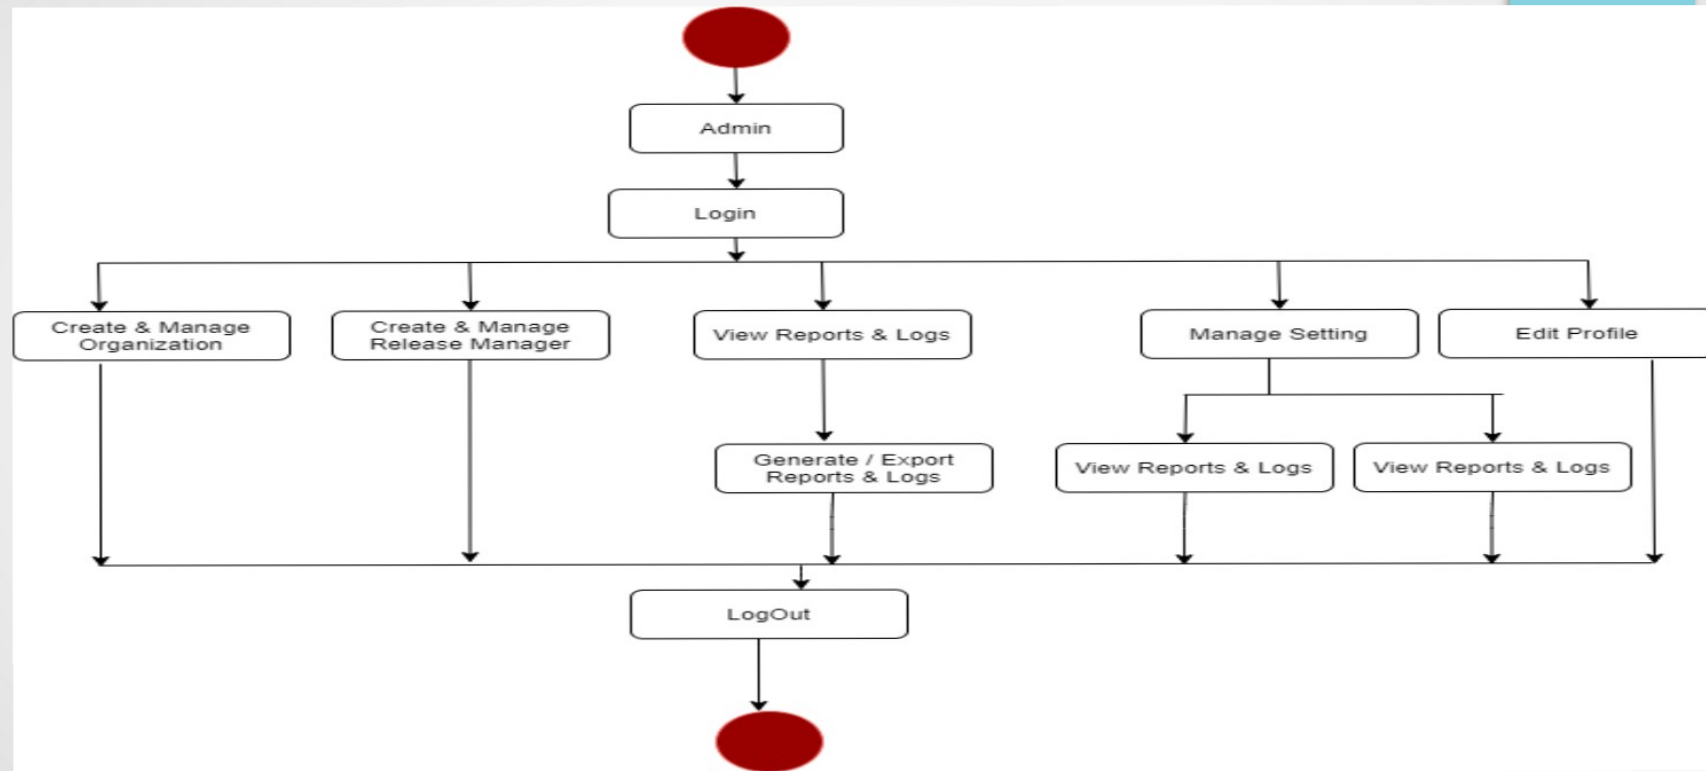 Admin
Login
Create & Manage
Organization
Create & Manage
Release Manager
View Reports & Logs
Manage Setting
Edit Profile
Generate / Export
Reports & Logs
View Reports & Logs
View Reports & Logs
LogOut